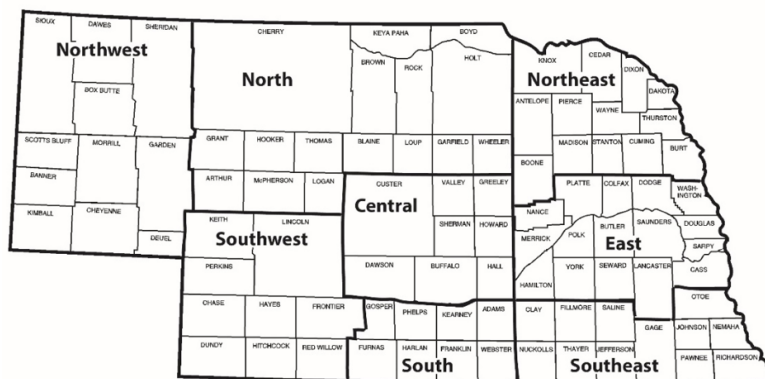 SIOUX
DAWES
SHERIDAN
Northwest
BOX BUTTE
SCOTTS BLUFF
MORRILL
GARDEN
BANNER
KIMBALL
CHEYENNE
DEUEL
CHERRY
KEYA PAHA
BOYD
North
BROWN
ROCK
HOLT
GRANT
HOOKER
THOMAS
BLAINE
LOUP
GARFIELD
WHEELER
ARTHUR
McPHERSON
LOGAN
KNOX
CEDAR
DIXON
Northeast
DAKOTA
ANTELOPE
PIERCE
WAYNE
THURSTON
MADISON
STANTON
CUMING
BURT
BOONE
CUSTER
VALLEY
GREELEY
Central
SHERMAN
HOWARD
DAWSON
BUFFALO
HALL
PLATTE
COLFAX
DODGE
WASH-
INGTON
NANCE
BUTLER
SAUNDERS
DOUGLAS
MERRICK
POLK
East
SARPY
YORK
SEWARD
LANCASTER
CASS
HAMILTON
KEITH
LINCOLN
Southwest
PERKINS
CHASE
HAYES
FRONTIER
DUNDY
HITCHCOCK
RED WILLOW
GOSPER
PHELPS
KEARNEY
ADAMS
FURNAS
HARLAN
FRANKLIN
WEBSTER
South
OTOE
CLAY
FILLMORE
SALINE
GAGE
JOHNSON
NEMAHA
NUCKOLLS
THAYER
JEFFERSON
PAWNEE
RICHARDSON
Southeast